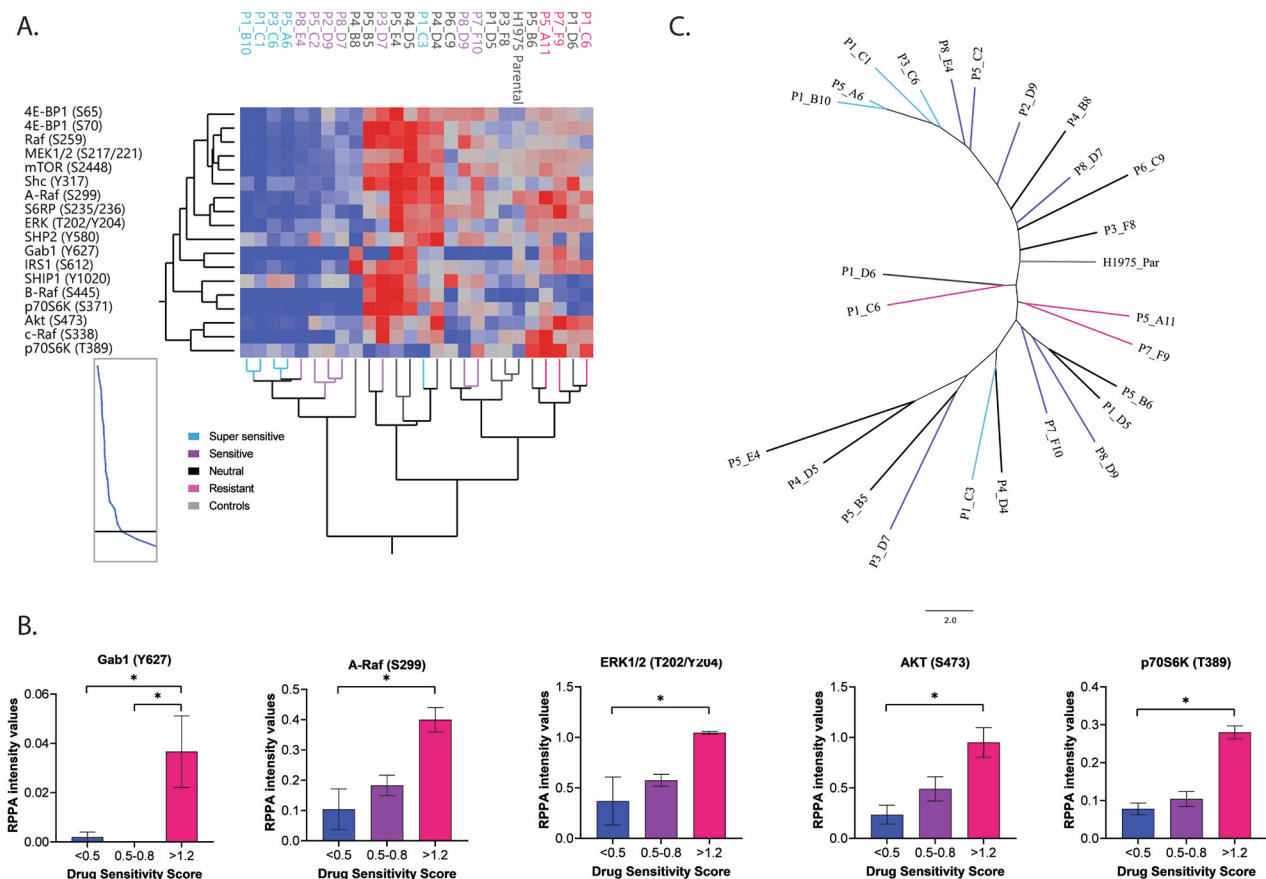 A.
P1_B10
P1_C1
P3_C6
P5_A6
P8_E4
P5_C2
P2_D9
P8_D7
P4_B8
P5_B5
P3_D7
P5_E4
P4_D5
P1_C3
P4_D4
P6_C9
P8_D9
P7_F10
P1_D5
P3_F8
H1975 Parental
P5_B6
P5_A11
P7_F9
P1_D6
P1_C6
4E-BP1 (S65)
4E-BP1 (S70)
Raf (S259)
MEK1/2 (S217/221)
mTOR (S2448)
Shc (Y317)
A-Raf (S299)
S6RP (S235/236)
ERK (T202/Y204)
SHP2 (Y580)
Gab1 (Y627)
IRS1 (S612)
SHIP1 (Y1020)
B-Raf (S445)
p70S6K (S371)
Akt (S473)
c-Raf (S338)
p70S6K (T389)
Super sensitive
Sensitive
Neutral
Resistant
Controls
C.
P1_B10
P5_A6
P1_C1
P3_C6
P8_E4
P5_C2
P2_D9
P4_B8
P8_D7
P6_C9
P3_F8
H1975_Par
P1_D6
P1_C6
P5_A11
P7_F9
P5_B6
P1_D5
P8_D9
P7_F10
P4_D4
P1_C3
P3_D7
P5_B5
P4_D5
P5_E4
2.0
B.
Gab1 (Y627)
RPPA intensity values
0.06
0.04
0.02
0.00
*
*
<0.5
0.5-0.8
>1.2
Drug Sensitivity Score
A-Raf (S299)
RPPA intensity values
0.5
0.4
0.3
0.2
0.1
0.0
*
<0.5
0.5-0.8
>1.2
Drug Sensitivity Score
ERK1/2 (T202/Y204)
RPPA intensity values
1.5
1.0
0.5
0.0
*
<0.5
0.5-0.8
>1.2
Drug Sensitivity Score
AKT (S473)
RPPA intensity values
1.5
1.0
0.5
0.0
*
<0.5
0.5-0.8
>1.2
Drug Sensitivity Score
p70S6K (T389)
RPPA intensity values
0.4
0.3
0.2
0.1
0.0
*
<0.5
0.5-0.8
>1.2
Drug Sensitivity Score